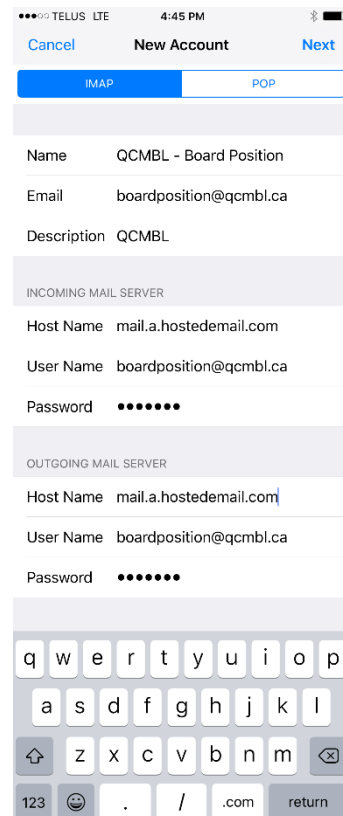 TELUS LTE 4:45 PM
Cancel New Account Next
IMAP POP
Name QCMBL - Board Position
Email boardposition@qcmbl.ca
Description QCMBL
INCOMING MAIL SERVER
Host Name mail.a.hostedemail.com
User Name boardposition@qcmbl.ca
Password •••••••
OUTGOING MAIL SERVER
Host Name mail.a.hostedemail.com
User Name boardposition@qcmbl.ca
Password •••••••
q w e r t y u i o p
a s d f g h j k l
z x c v b n m
123 . / .com return